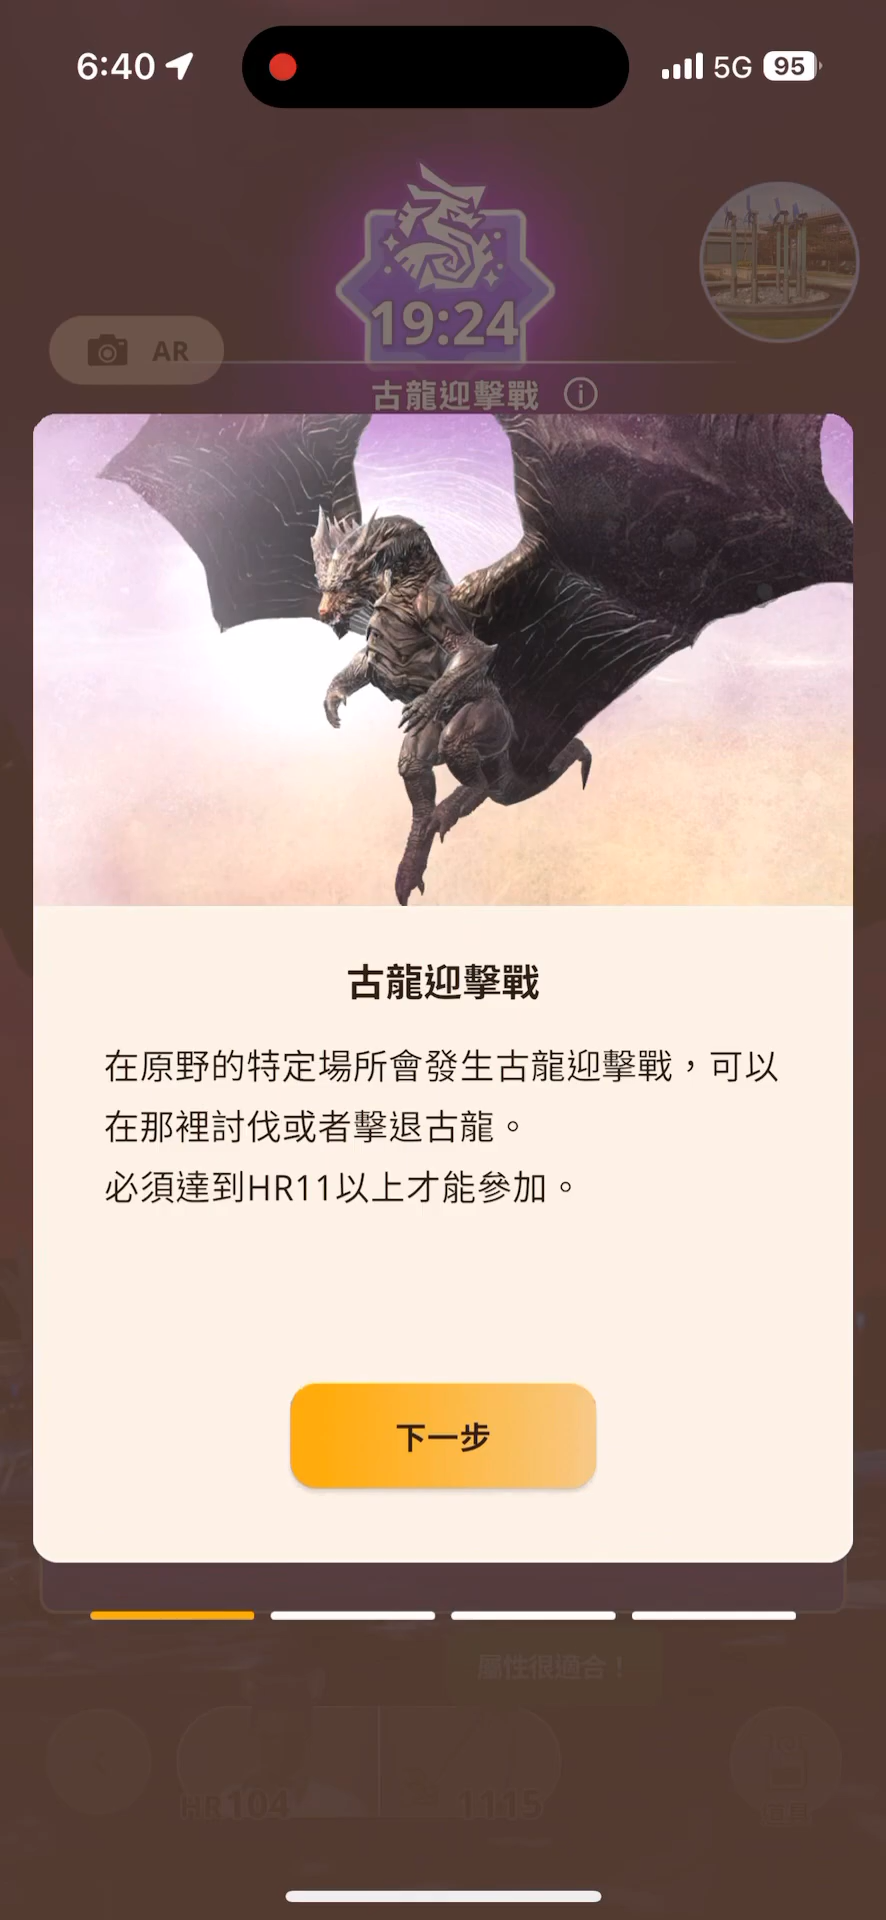 6:40
5G
95
19:24
AR
古龍迎擊戰
古龍迎擊戰
在原野的特定場所會發生古龍迎擊戰，可以
在那裡討伐或者擊退古龍。
必須達到HR11以上才能參加。
下一步
屬性很適合！
HR104
1115